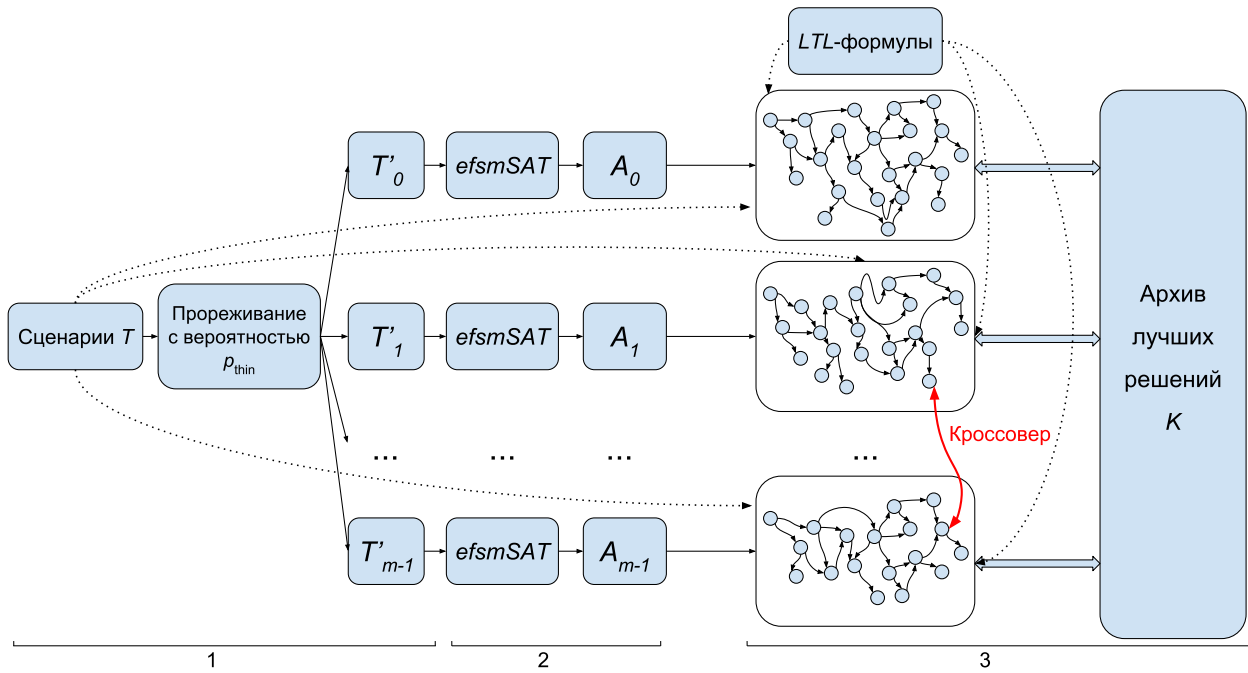 LTL-формулы
T'0
efsmSAT
A0
Сценарии T
Прореживание
с вероятностью
pthin
T'1
efsmSAT
A1
Архив
лучших
решений
K
Кроссовер
...
...
...
...
T'm-1
efsmSAT
Am-1
1
2
3